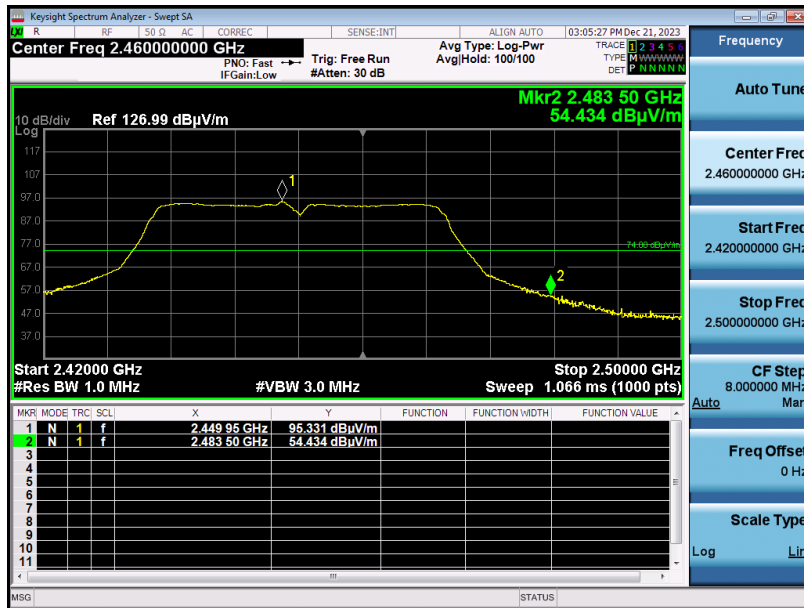 Keysight Spectrum Analyzer - Swept SA
LXI R RF 50 Ω AC CORREC SENSE:INT ALIGN AUTO 03:05:27 PM Dec 21, 2023
Center Freq 2.460000000 GHz
PNO: Fast
IFGain:Low
Trig: Free Run
#Atten: 30 dB
Avg Type: Log-Pwr
Avg|Hold: 100/100
TRACE 1 2 3 4 5 6
TYPE M WWWWW
DET P N N N N N
Mkr2 2.483 50 GHz
54.434 dBµV/m
10 dB/div Ref 126.99 dBµV/m
Log
117
107
97.0
87.0
77.0
67.0
57.0
47.0
37.0
1
74.00 dBµV/m
2
Start 2.42000 GHz Stop 2.50000 GHz
#Res BW 1.0 MHz #VBW 3.0 MHz Sweep 1.066 ms (1000 pts)
MKR MODE TRC SCL X Y FUNCTION FUNCTION WIDTH FUNCTION VALUE
1 N 1 f 2.449 95 GHz 95.331 dBµV/m
2 N 1 f 2.483 50 GHz 54.434 dBµV/m
3
4
5
6
7
8
9
10
11
MSG STATUS
Frequency
Auto Tune
Center Freq
2.460000000 GHz
Start Freq
2.420000000 GHz
Stop Freq
2.500000000 GHz
CF Step
8.000000 MHz
Auto Man
Freq Offset
0 Hz
Scale Type
Log Lin